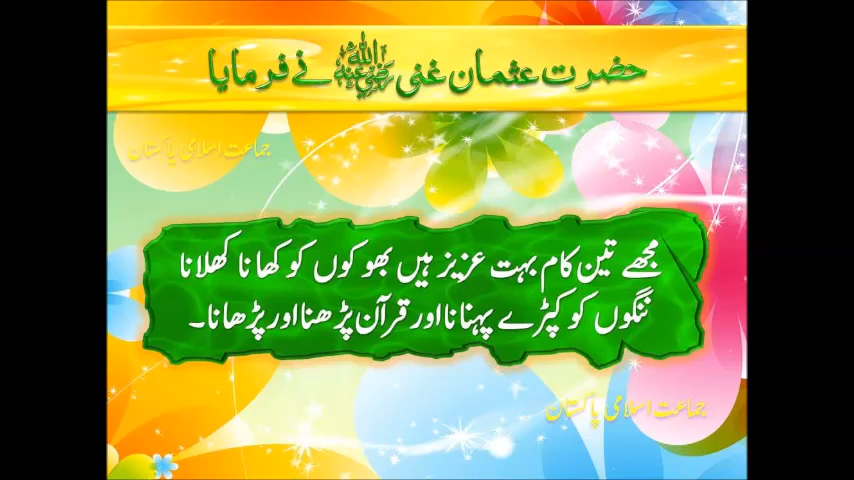 حضرت عثمان غنی رضی اللہ عنہ نے فرمایا
جماعت اسلامی پاکستان
مجھے تین کام بہت عزیز ہیں بھوکوں کو کھانا کھلانا
ننگوں کو کپڑے پہنانا اور قرآن پڑھنا اور پڑھانا۔
جماعت اسلامی پاکستان